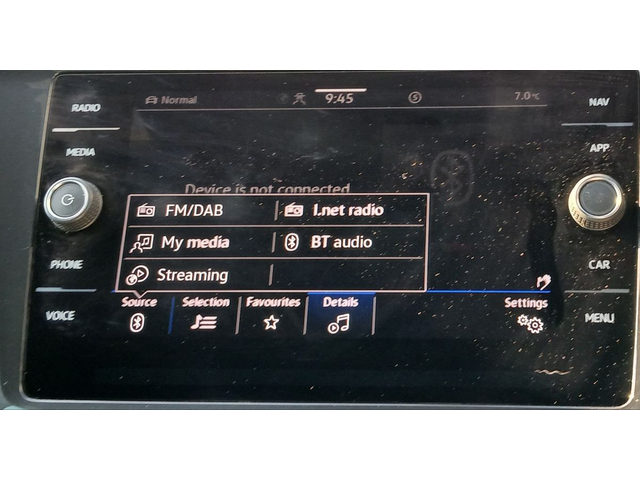 RADIO
Normal
9:45
S
7.0°C
NAV
MEDIA
APP
Device is not connected
FM/DAB
I.net radio
My media
BT audio
PHONE
Streaming
CAR
Source
Selection
Favourites
Details
Settings
VOICE
MENU